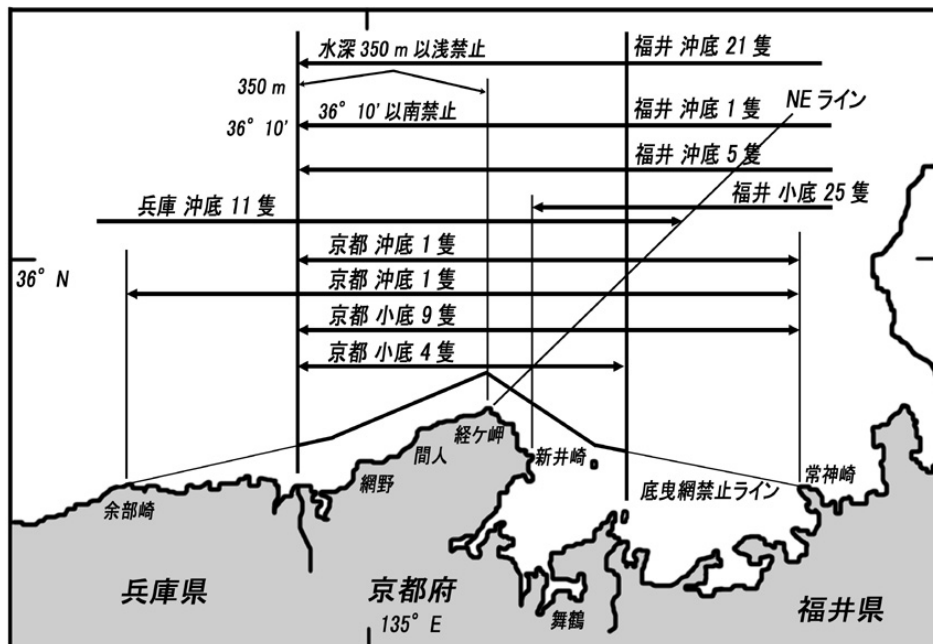 水深 350 m 以浅禁止
福井 沖底 21 隻
350 m
NE ライン
36° 10'
36° 10' 以南禁止
福井 沖底 1 隻
福井 沖底 5 隻
福井 小底 25 隻
兵庫 沖底 11 隻
京都 沖底 1 隻
36° N
京都 沖底 1 隻
京都 小底 9 隻
京都 小底 4 隻
経ケ岬
間人
新井崎
網野
常神崎
底曳網禁止ライン
余部崎
兵庫県
京都府
舞鶴
福井県
135° E